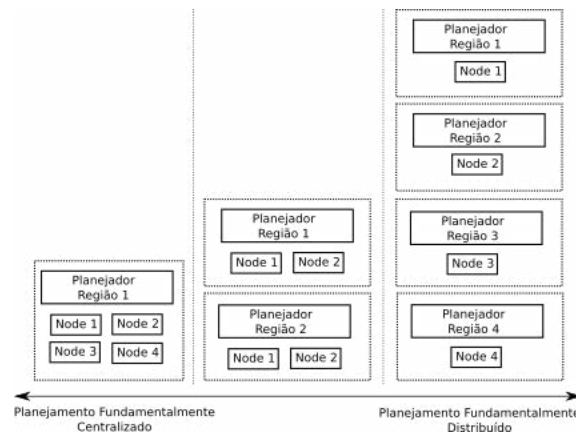 Planejador
Região 1
Node 1
Planejador
Região 2
Node 2
Planejador
Região 3
Node 3
Planejador
Região 4
Node 4
Planejador
Região 1
Node 1 Node 2
Planejador
Região 2
Node 1 Node 2
Planejador
Região 1
Node 1 Node 2
Node 3 Node 4
Planejamento Fundamentalmente
Centralizado
Planejamento Fundamentalmente
Distribuído